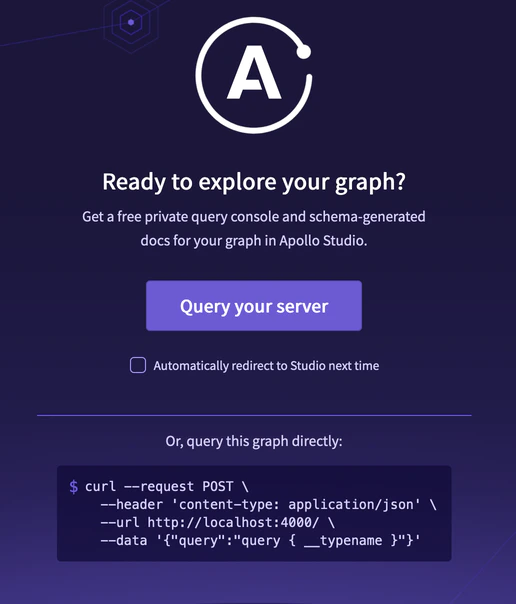 A
Ready to explore your graph?
Get a free private query console and schema-generated
docs for your graph in Apollo Studio.
Query your server
Automatically redirect to Studio next time
Or, query this graph directly:
$ curl --request POST \
--header 'content-type: application/json' \
--url http://localhost:4000/ \
--data '{"query":"query { __typename }"}'